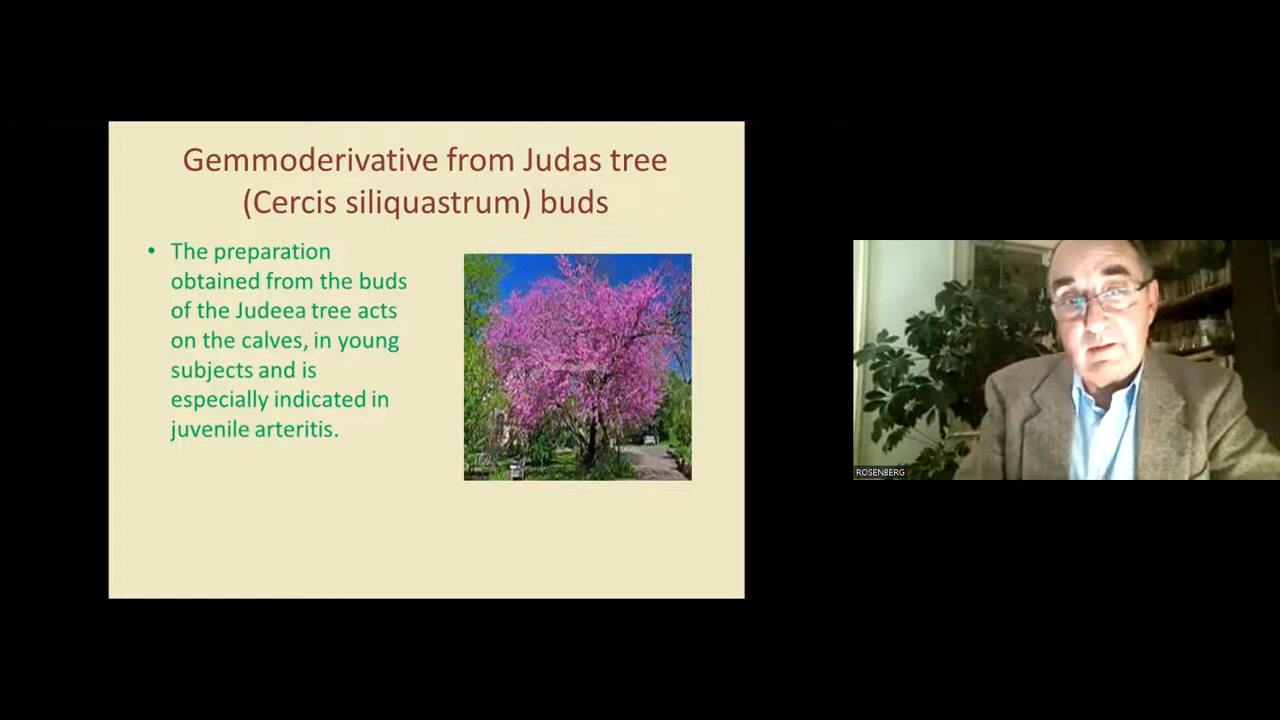 Gemmoderivative from Judas tree
(Cercis siliquastrum) buds
• The preparation
obtained from the buds
of the Judeea tree acts
on the calves, in young
subjects and is
especially indicated in
juvenile arteritis.
ROSENBERG